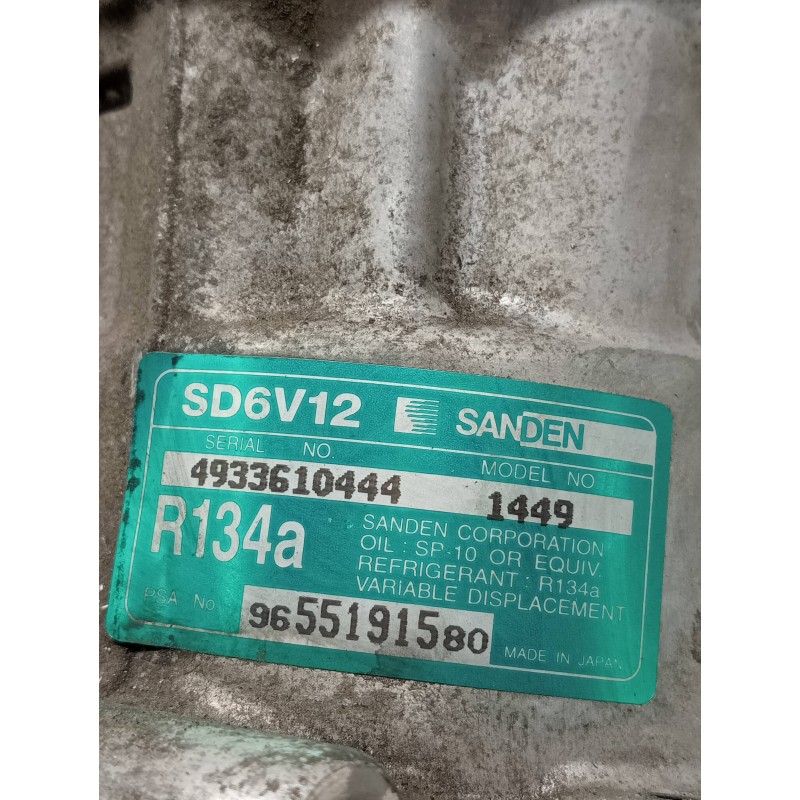 SD6V12 SANDEN
SERIAL NO. MODEL NO
4933610444 1449
R134a
SANDEN CORPORATION
OIL : SP-10 OR EQUIV.
REFRIGERANT : R134a
VARIABLE DISPLACEMENT
PSA No 9655191580
MADE IN JAPAN